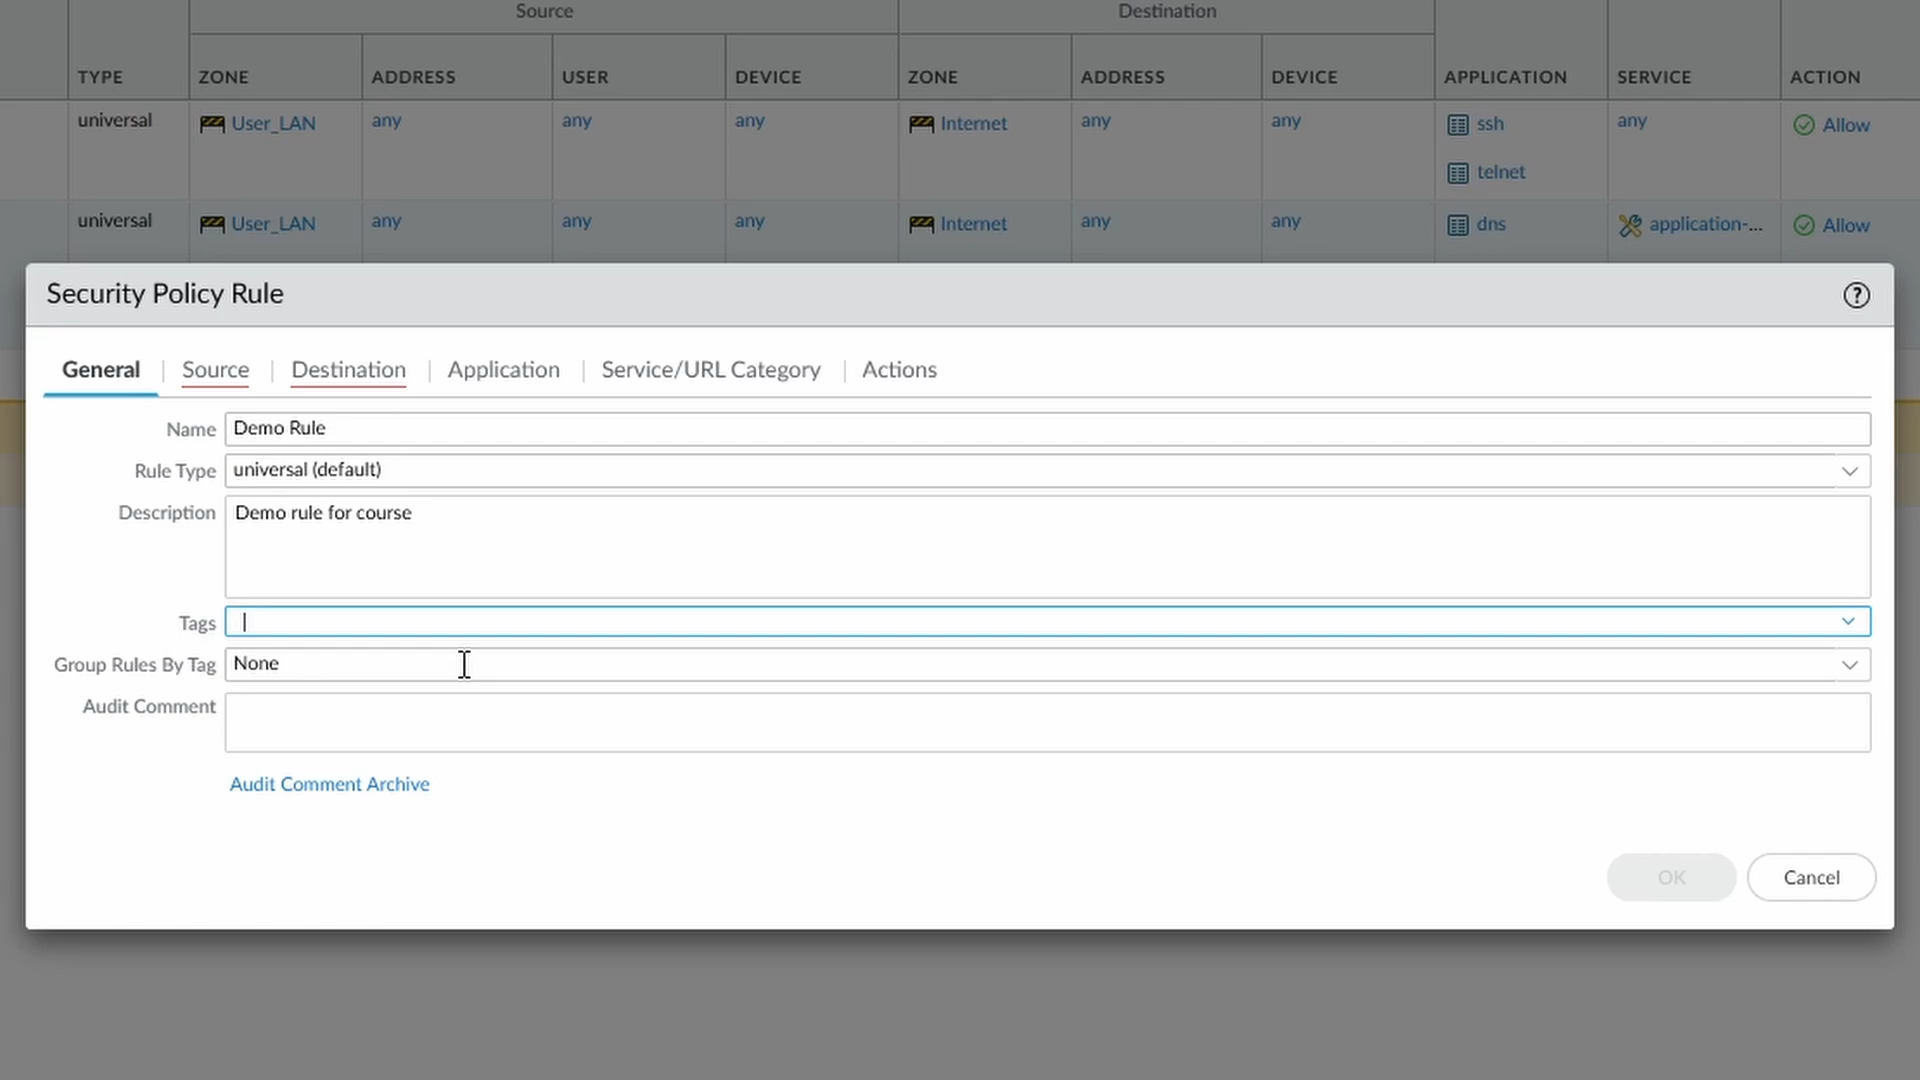 Source Destination
TYPE ZONE ADDRESS USER DEVICE ZONE ADDRESS DEVICE APPLICATION SERVICE ACTION
universal User_LAN any any any Internet any any ssh any Allow
telnet
universal User_LAN any any any Internet any any dns application-... Allow
Security Policy Rule ?
General Source Destination Application Service/URL Category Actions
Name Demo Rule
Rule Type universal (default)
Description Demo rule for course
Tags
Group Rules By Tag None
Audit Comment
Audit Comment Archive
OK Cancel